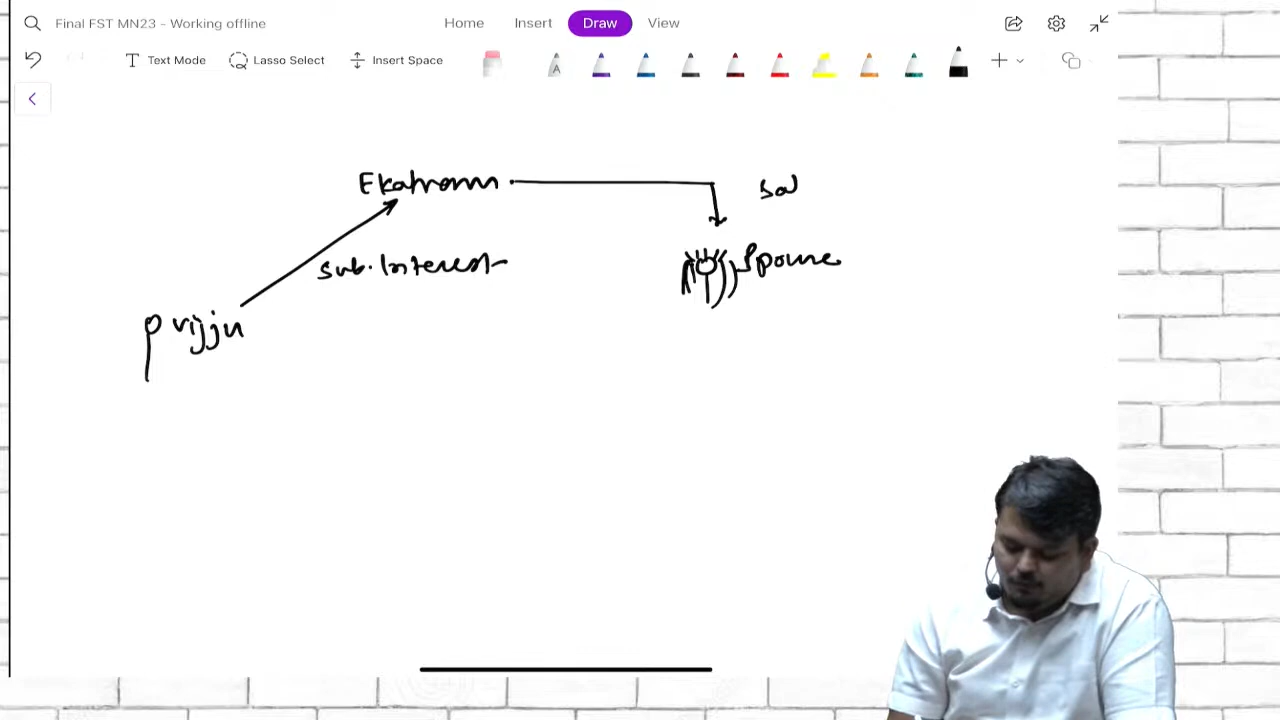 Final FST MN23 - Working offline
Home Insert Draw View
Text Mode Lasso Select Insert Space
A
Ekatvam
sal
sub. Interest
Spouse
Prijju